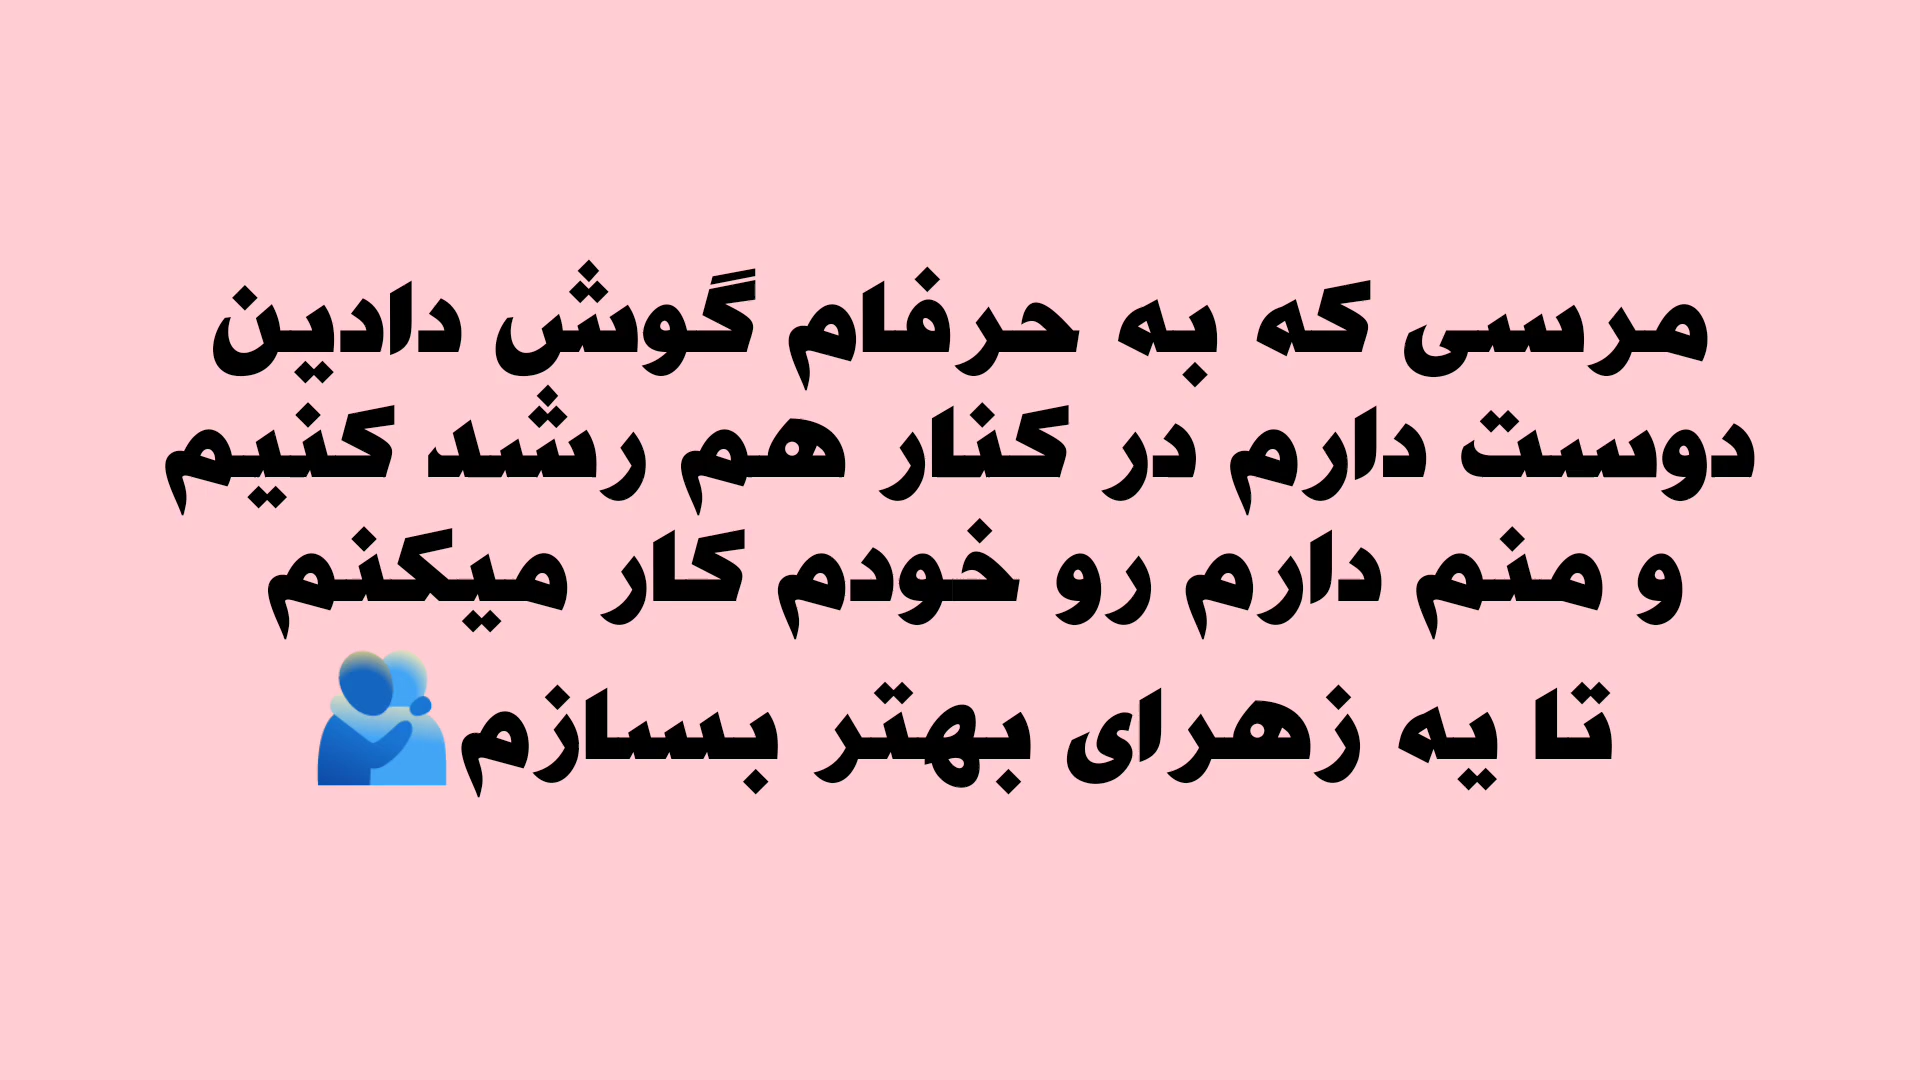 مرسی که به حرفام گوش دادین
دوست دارم در کنار هم رشد کنیم
و منم دارم رو خودم کار میکنم
تا یه زهرای بهتر بسازم🫂